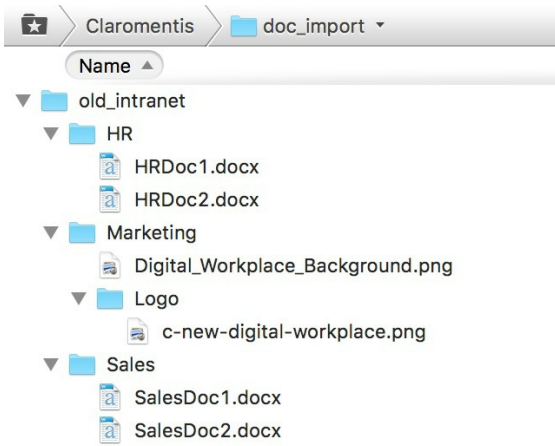 Claromentis doc_import
Name
old_intranet
HR
HRDoc1.docx
HRDoc2.docx
Marketing
Digital_Workplace_Background.png
Logo
c-new-digital-workplace.png
Sales
SalesDoc1.docx
SalesDoc2.docx